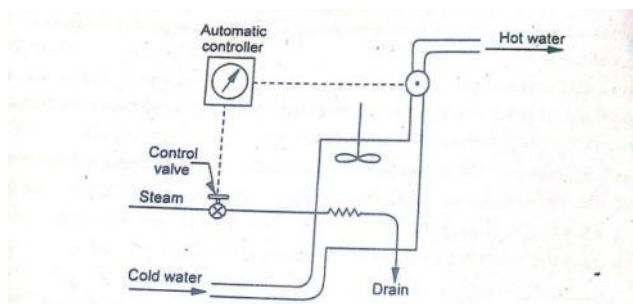 Automatic
controller
Hot water
Control
valve
Steam
Cold water
Drain